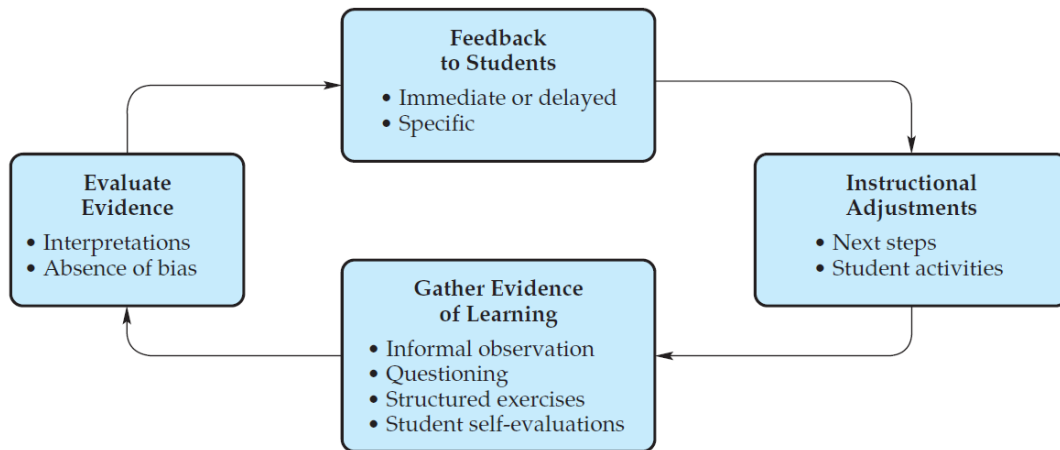 Feedback
to Students
• Immediate or delayed
• Specific
Evaluate
Evidence
• Interpretations
• Absence of bias
Instructional
Adjustments
• Next steps
• Student activities
Gather Evidence
of Learning
• Informal observation
• Questioning
• Structured exercises
• Student self-evaluations